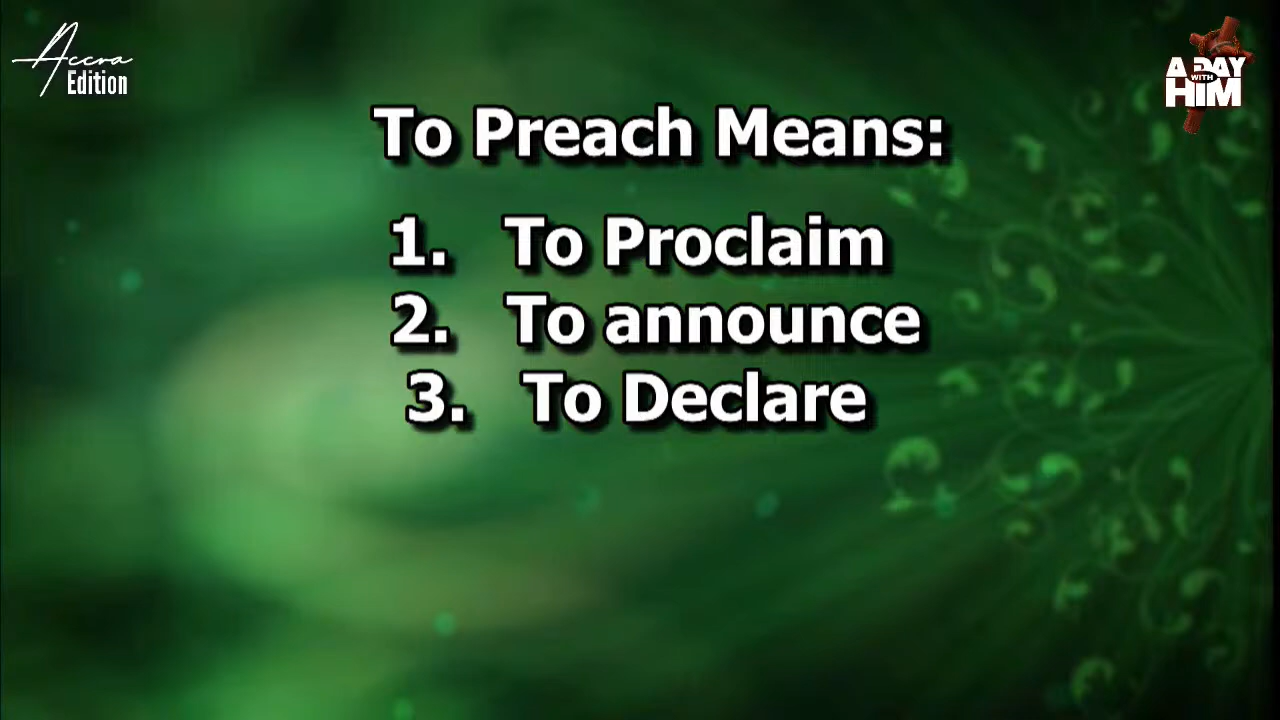 Accra
Edition
A DAY
WITH
HIM
To Preach Means:
1. To Proclaim
2. To announce
3. To Declare